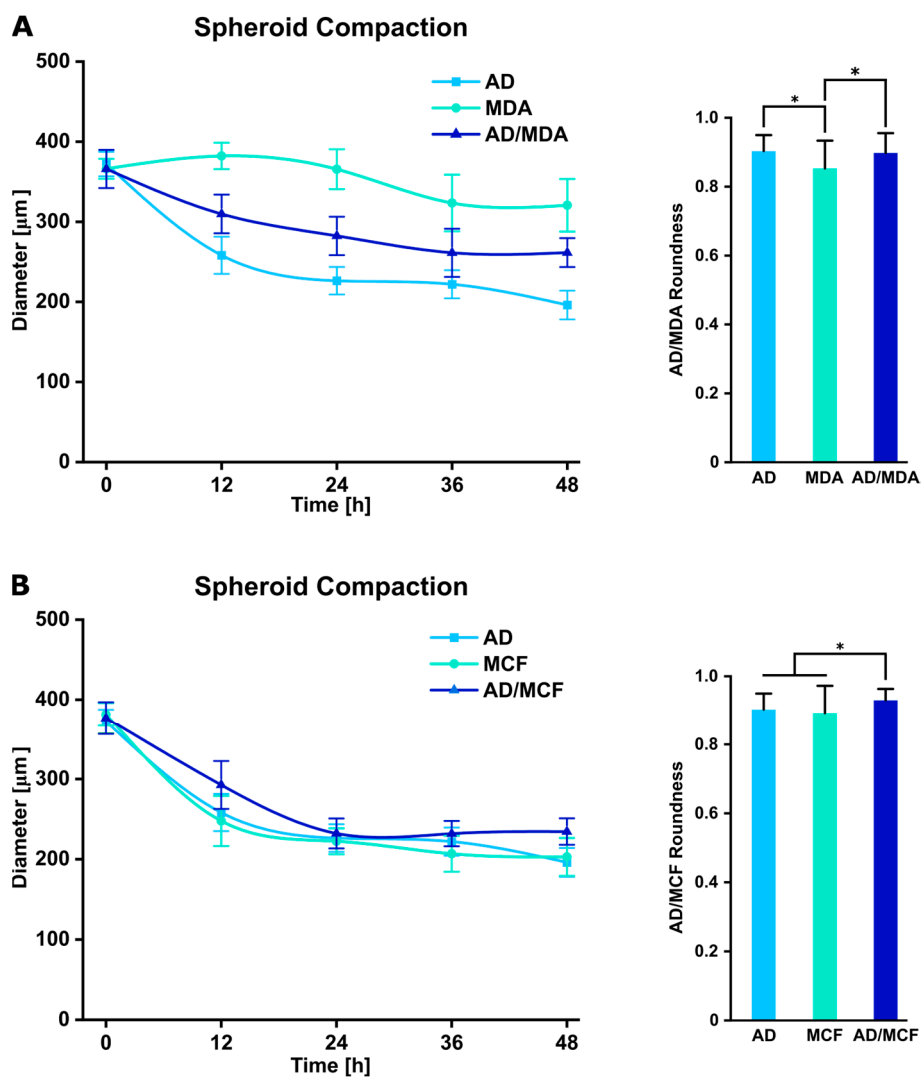 A
Spheroid Compaction
500
400
300
200
100
0
Diameter [μm]
AD
MDA
AD/MDA
0 12 24 36 48
Time [h]
* *
1.0
0.8
0.6
0.4
0.2
0
AD/MDA Roundness
AD MDA AD/MDA
B
Spheroid Compaction
500
400
300
200
100
0
Diameter [μm]
AD
MCF
AD/MCF
0 12 24 36 48
Time [h]
*
1.0
0.8
0.6
0.4
0.2
0
AD/MCF Roundness
AD MCF AD/MCF